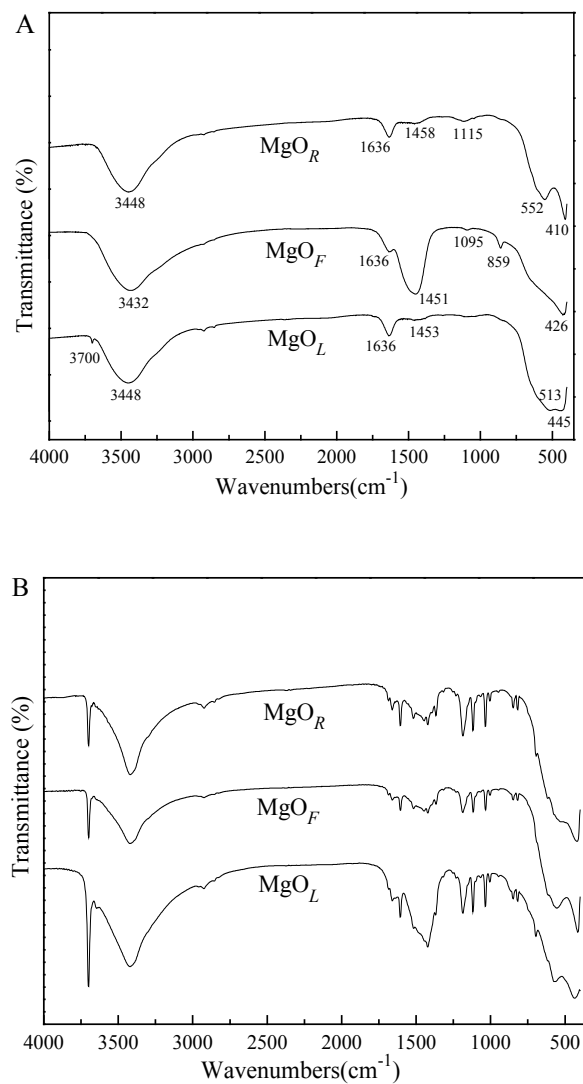 A
Transmittance (%)
MgO_R
3448
1636
1458
1115
552
410
MgO_F
3432
1636
1451
1095
859
426
MgO_L
3700
3448
1636
1453
513
445
4000 3500 3000 2500 2000 1500 1000 500
Wavenumbers(cm⁻¹)
B
Transmittance (%)
MgO_R
MgO_F
MgO_L
4000 3500 3000 2500 2000 1500 1000 500
Wavenumbers(cm⁻¹)